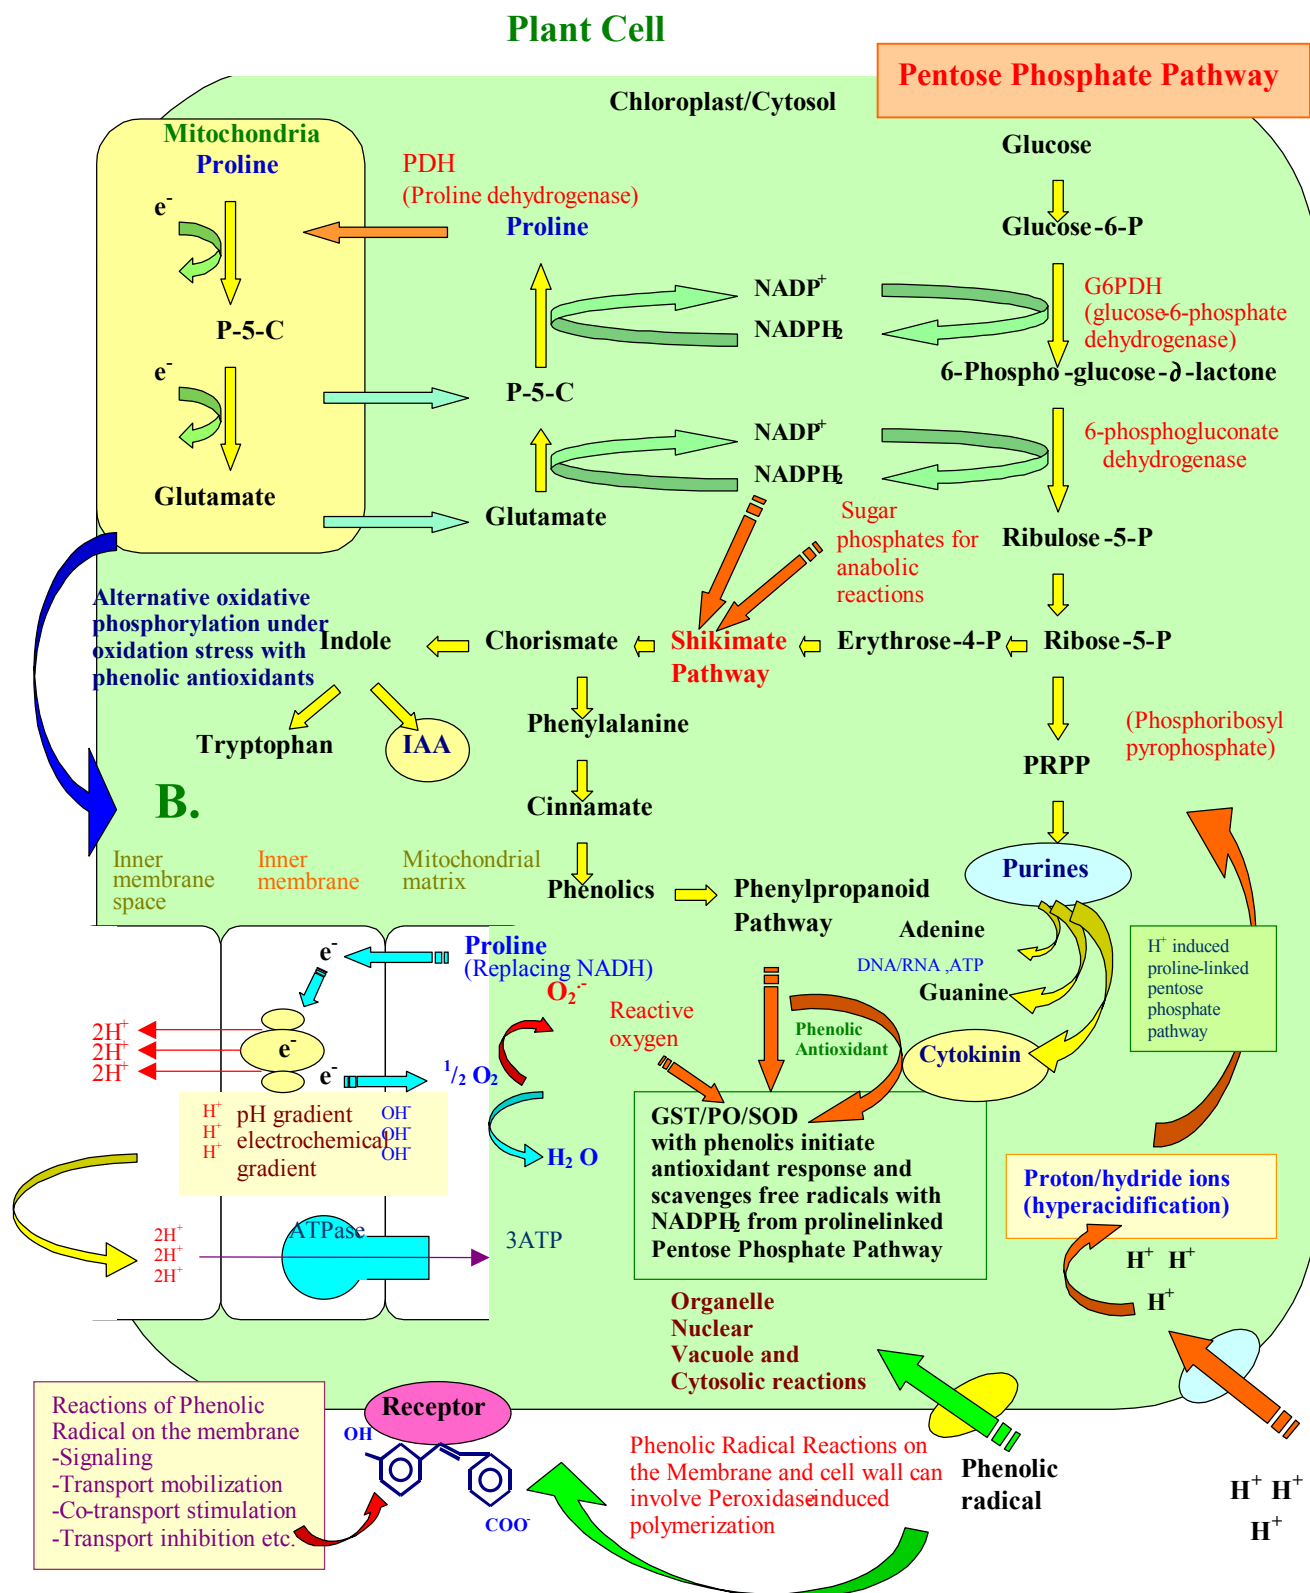 Plant Cell
Pentose Phosphate Pathway
Chloroplast/Cytosol
Mitochondria
Proline
e-
P-5-C
e-
Glutamate
PDH
(Proline dehydrogenase)
Proline
P-5-C
Glutamate
NADP+
NADPH2
NADP+
NADPH2
Glucose
Glucose-6-P
G6PDH
(glucose-6-phosphate
dehydrogenase)
6-Phospho-glucose-∂-lactone
6-phosphogluconate
dehydrogenase
Ribulose-5-P
Sugar
phosphates for
anabolic
reactions
Alternative oxidative
phosphorylation under
oxidation stress with
phenolic antioxidants
Indole
Chorismate
Shikimate
Pathway
Erythrose-4-P
Ribose-5-P
Tryptophan
IAA
Phenylalanine
(Phosphoribosyl
pyrophosphate)
PRPP
B.
Cinnamate
Inner
membrane
space
Inner
membrane
Mitochondrial
matrix
Phenolics
Phenylpropanoid
Pathway
Purines
Adenine
DNA/RNA ,ATP
Guanine
Cytokinin
H+ induced
proline-linked
pentose
phosphate
pathway
e-
Proline
(Replacing NADH)
O2·-
Reactive
oxygen
Phenolic
Antioxidant
2H+
2H+
2H+
e-
e-
1/2 O2
H+
H+
H+
pH gradient
electrochemical
gradient
OH-
OH-
OH-
H2 O
GST/PO/SOD
with phenolics initiate
antioxidant response and
scavenges free radicals with
NADPH2 from proline-linked
Pentose Phosphate Pathway
Proton/hydride ions
(hyperacidification)
H+ H+
H+
2H+
2H+
2H+
ATPase
3ATP
Organelle
Nuclear
Vacuole and
Cytosolic reactions
Reactions of Phenolic
Radical on the membrane
-Signaling
-Transport mobilization
-Co-transport stimulation
-Transport inhibition etc.
Receptor
OH
COO-
Phenolic Radical Reactions on
the Membrane and cell wall can
involve Peroxidase-induced
polymerization
Phenolic
radical
H+ H+
H+